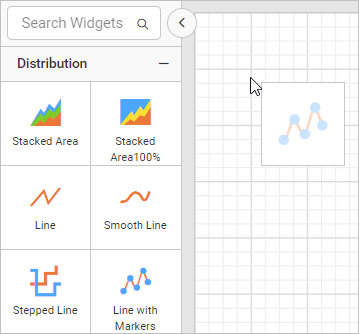 Search Widgets
Distribution
Stacked Area
Stacked
Area100%
Line
Smooth Line
Stepped Line
Line with
Markers